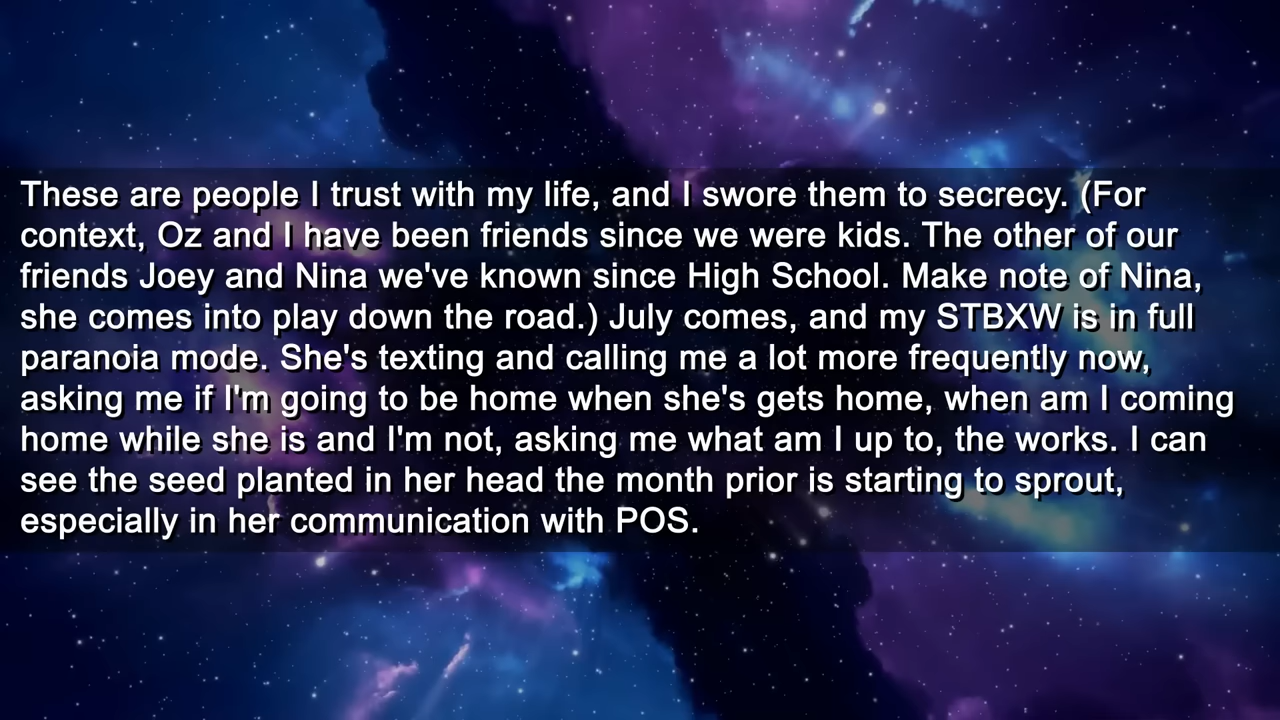 These are people I trust with my life, and I swore them to secrecy. (For
context, Oz and I have been friends since we were kids. The other of our
friends Joey and Nina we've known since High School. Make note of Nina,
she comes into play down the road.) July comes, and my STBXW is in full
paranoia mode. She's texting and calling me a lot more frequently now,
asking me if I'm going to be home when she's gets home, when am I coming
home while she is and I'm not, asking me what am I up to, the works. I can
see the seed planted in her head the month prior is starting to sprout,
especially in her communication with POS.